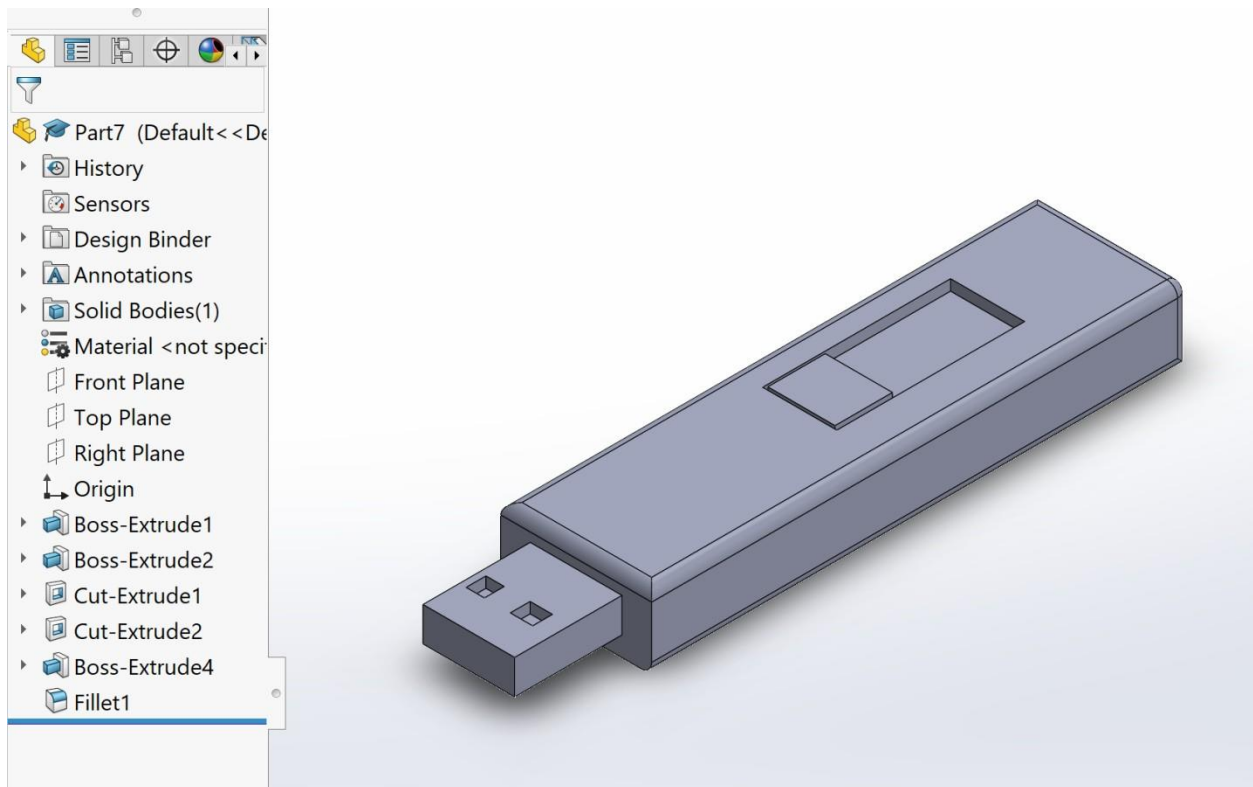 Part7 (Default<<De
History
Sensors
Design Binder
Annotations
Solid Bodies(1)
Material <not speci
Front Plane
Top Plane
Right Plane
Origin
Boss-Extrude1
Boss-Extrude2
Cut-Extrude1
Cut-Extrude2
Boss-Extrude4
Fillet1